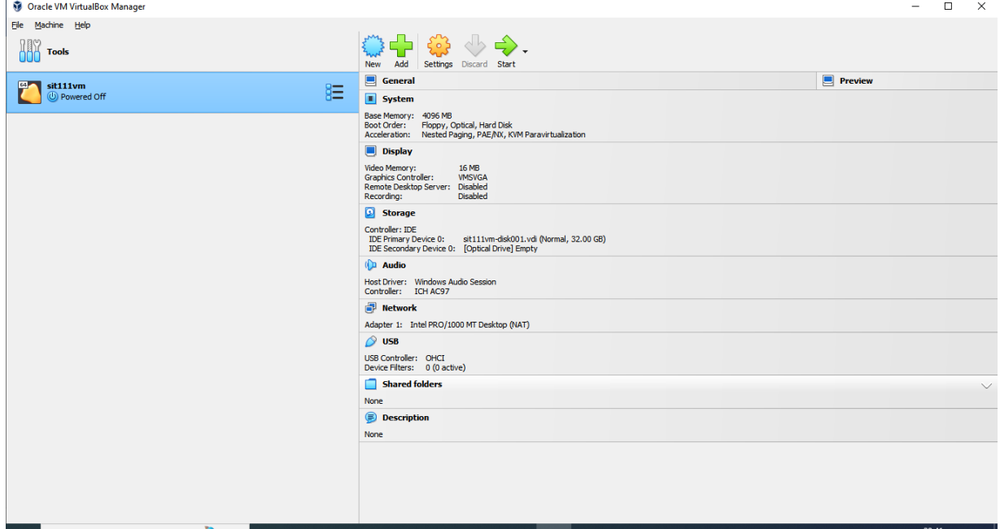 Oracle VM VirtualBox Manager
File Machine Help
Tools
New Add Settings Discard Start
64
sit111vm
Powered Off
General
Preview
System
Base Memory: 4096 MB
Boot Order: Floppy, Optical, Hard Disk
Acceleration: Nested Paging, PAE/NX, KVM Paravirtualization
Display
Video Memory: 16 MB
Graphics Controller: VMSVGA
Remote Desktop Server: Disabled
Recording: Disabled
Storage
Controller: IDE
IDE Primary Device 0: sit111vm-disk001.vdi (Normal, 32.00 GB)
IDE Secondary Device 0: [Optical Drive] Empty
Audio
Host Driver: Windows Audio Session
Controller: ICH AC97
Network
Adapter 1: Intel PRO/1000 MT Desktop (NAT)
USB
USB Controller: OHCI
Device Filters: 0 (0 active)
Shared folders
None
Description
None